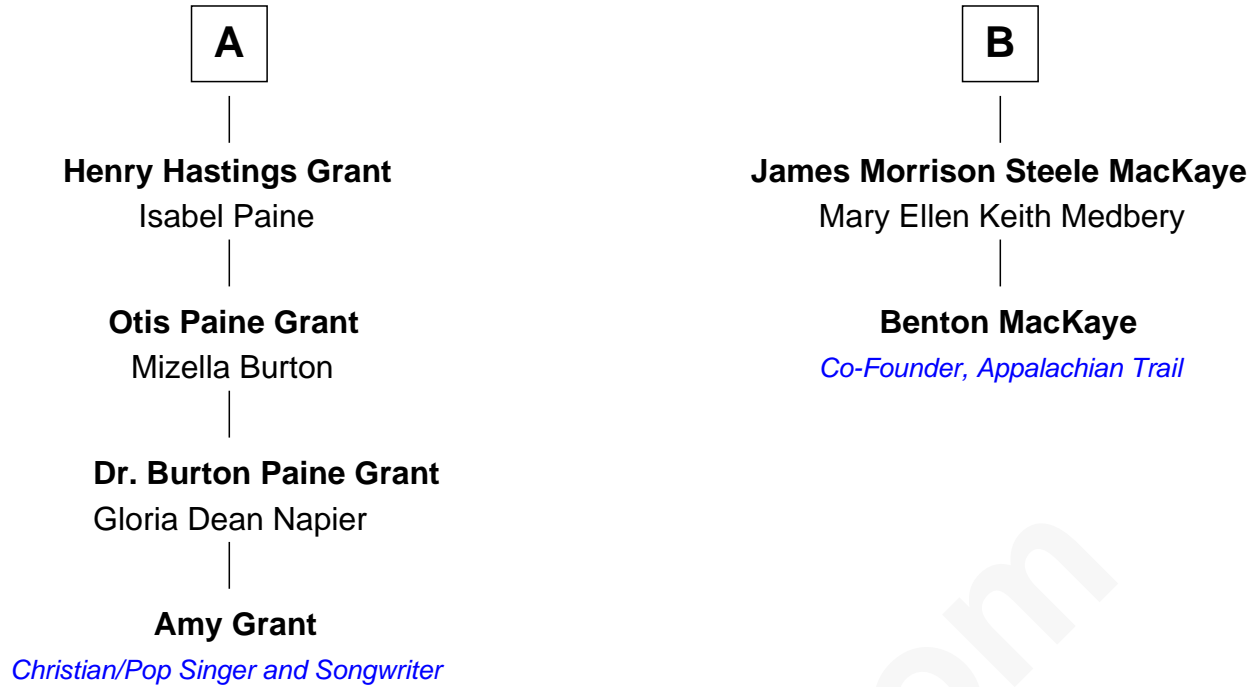 A
Henry Hastings Grant
Isabel Paine
Otis Paine Grant
Mizella Burton
Dr. Burton Paine Grant
Gloria Dean Napier
Amy Grant
Christian/Pop Singer and Songwriter
B
James Morrison Steele MacKaye
Mary Ellen Keith Medbery
Benton MacKaye
Co-Founder, Appalachian Trail
om